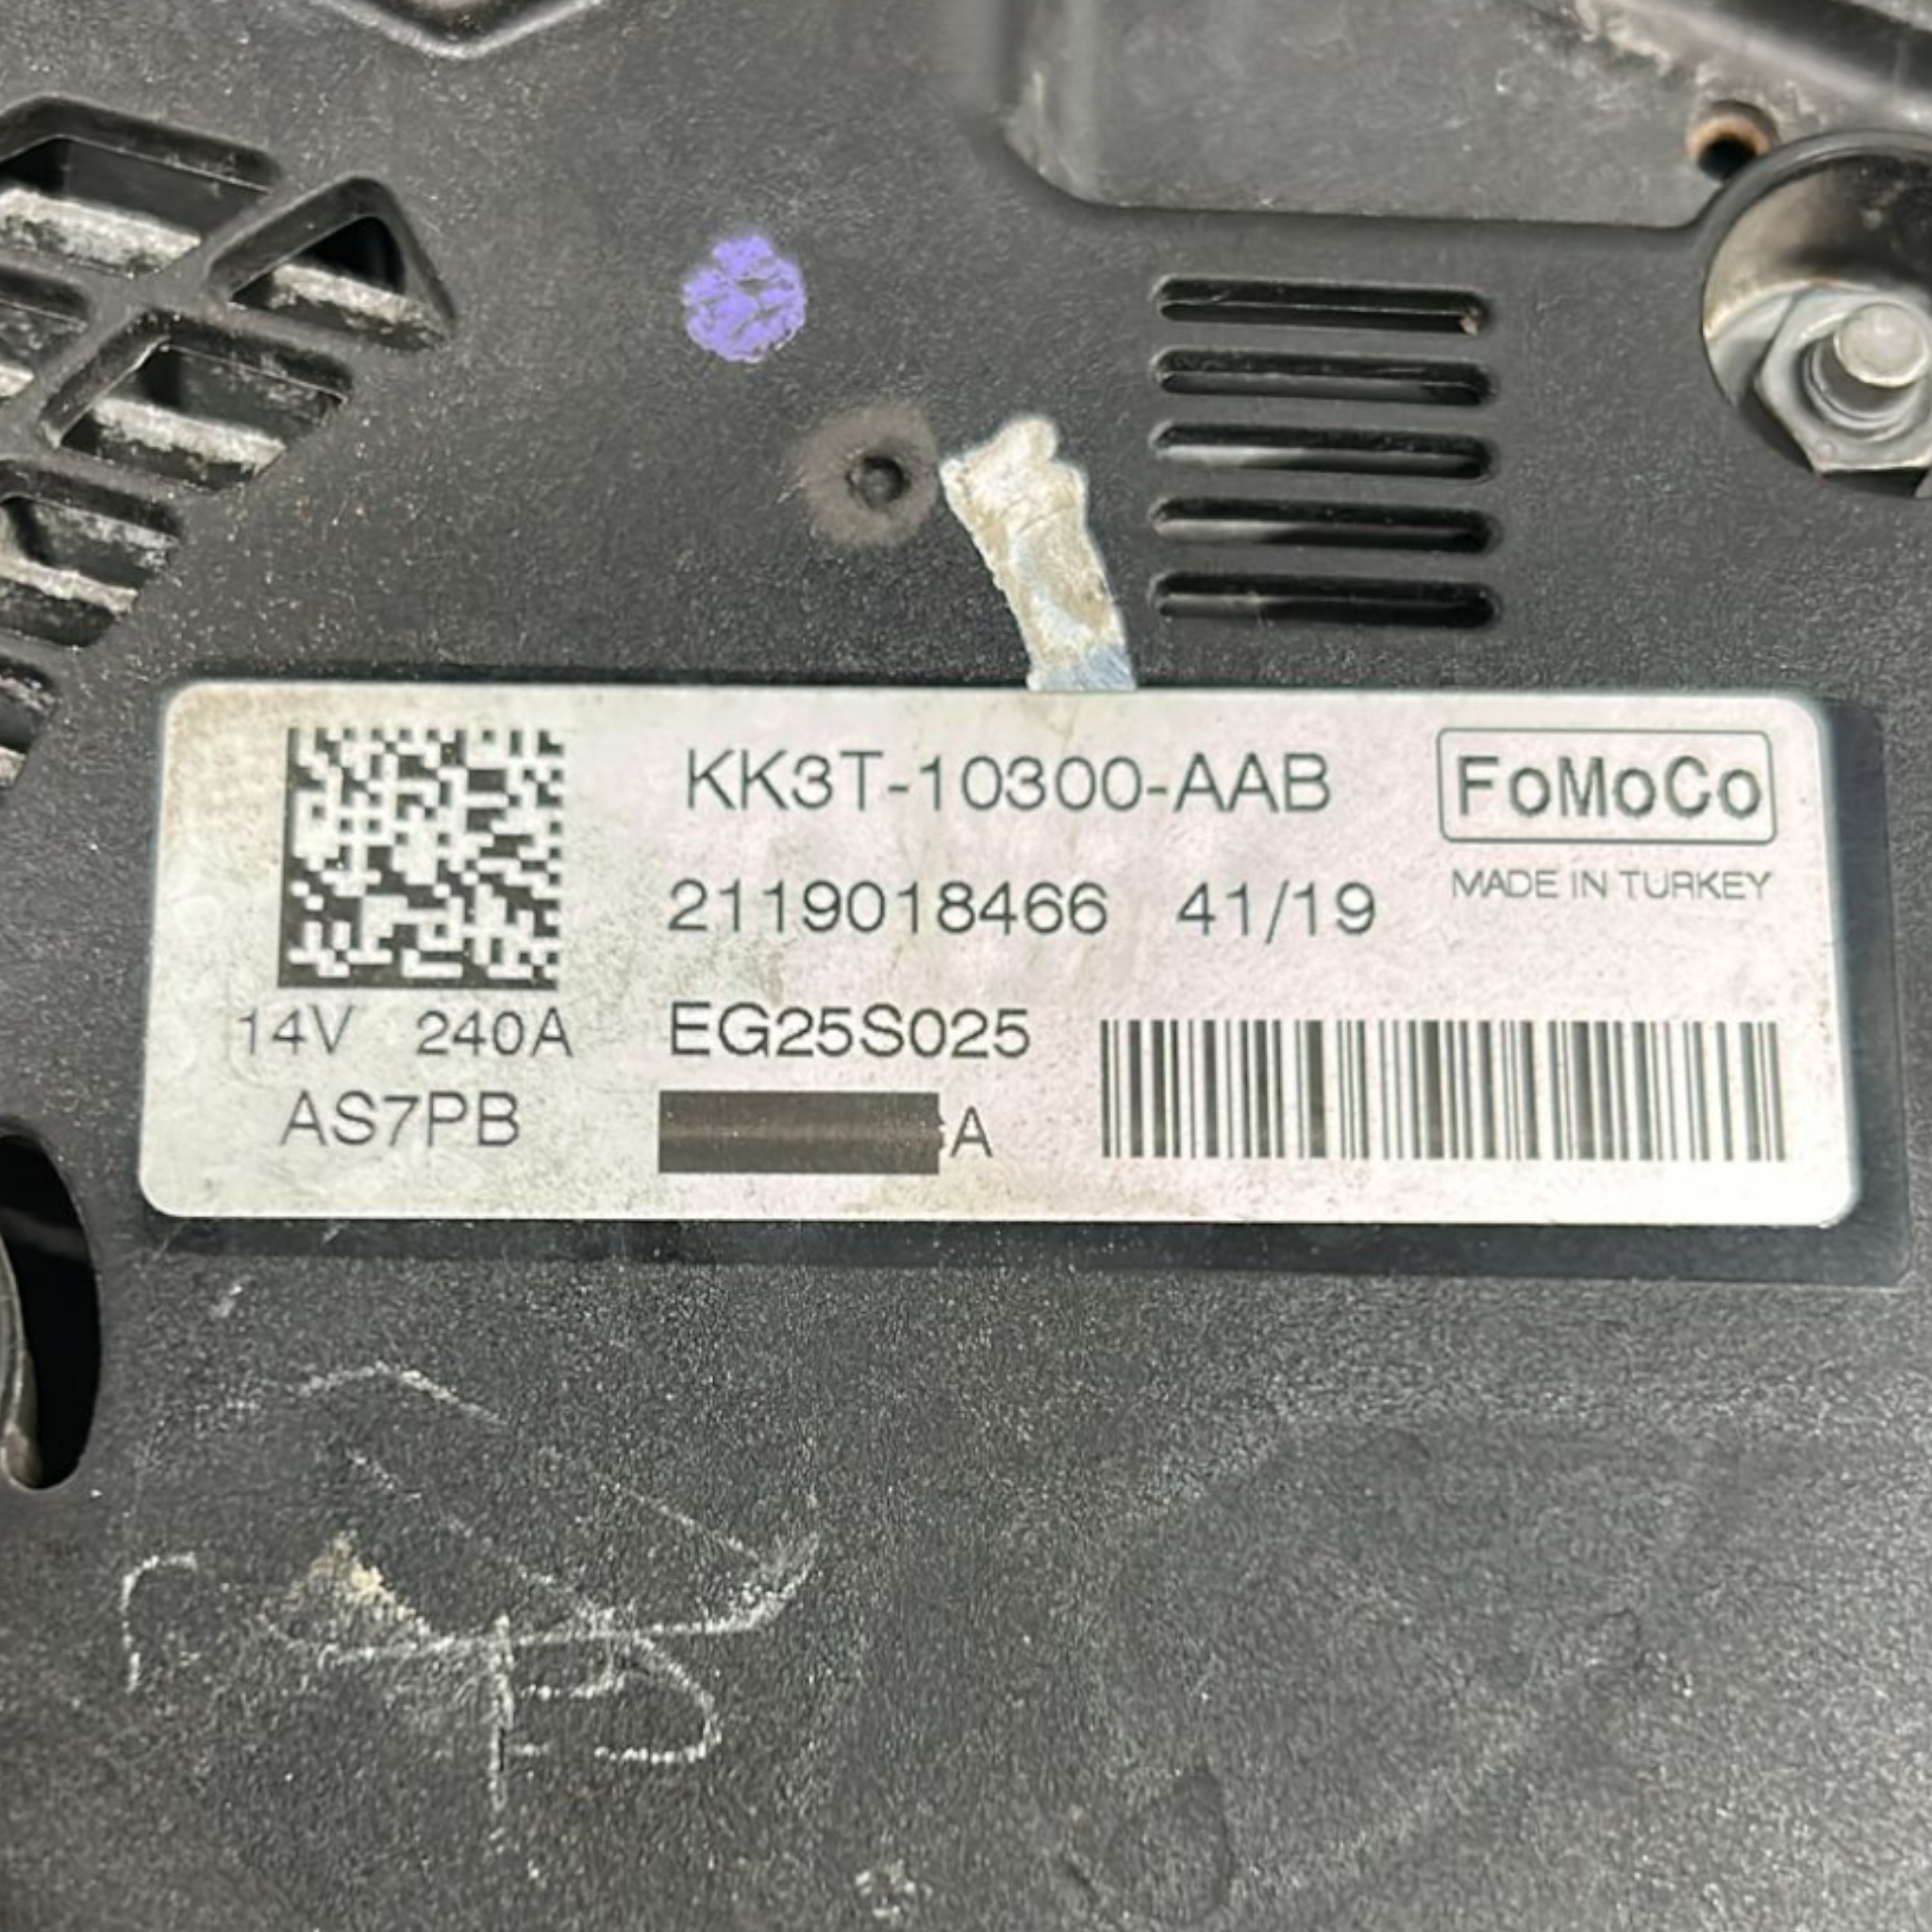 KK3T-10300-AAB
FoMoCo
MADE IN TURKEY
2119018466 41/19
14V 240A
EG25S025
AS7PB
A